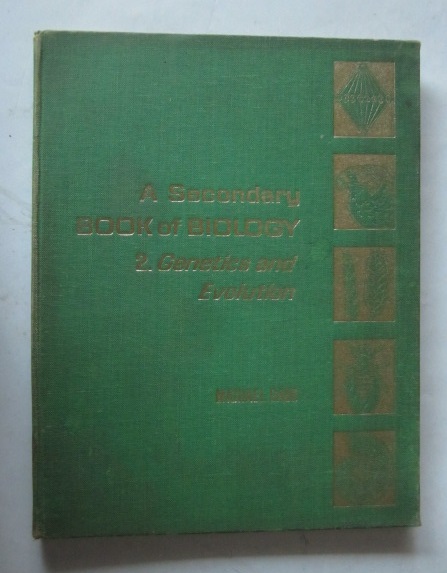 A Secondary
BOOK of BIOLOGY
2. Genetics and
Evolution